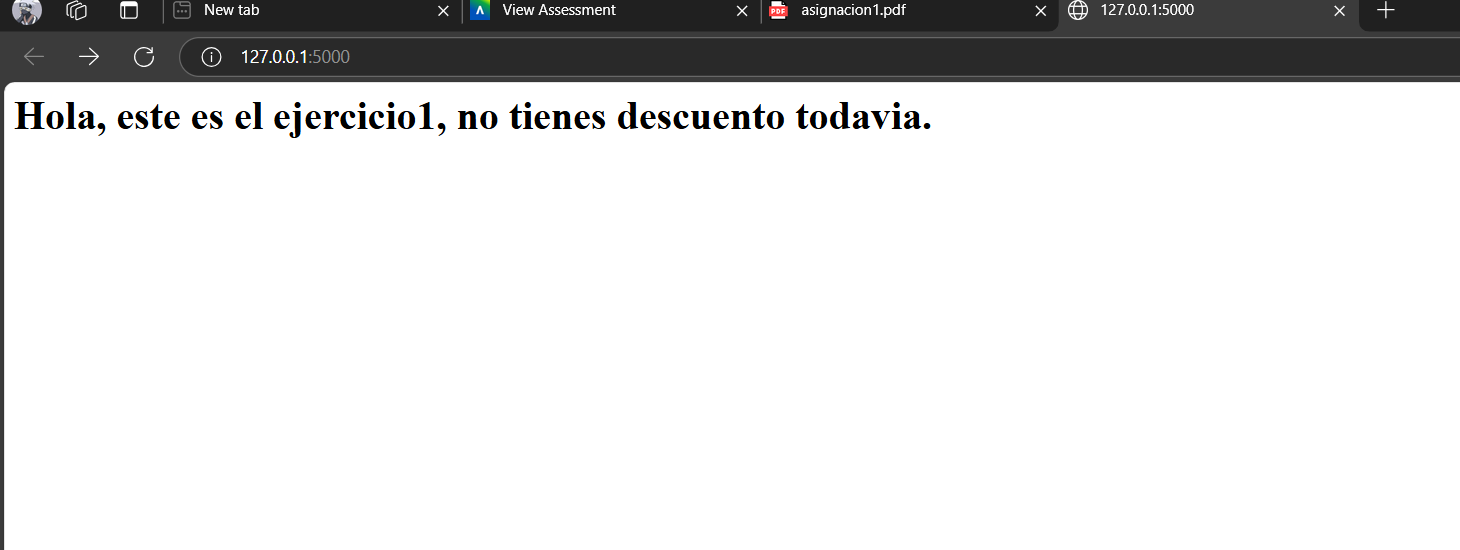 New tab
View Assessment
PDF
asignacion1.pdf
127.0.0.1:5000
127.0.0.1:5000
Hola, este es el ejercicio1, no tienes descuento todavia.